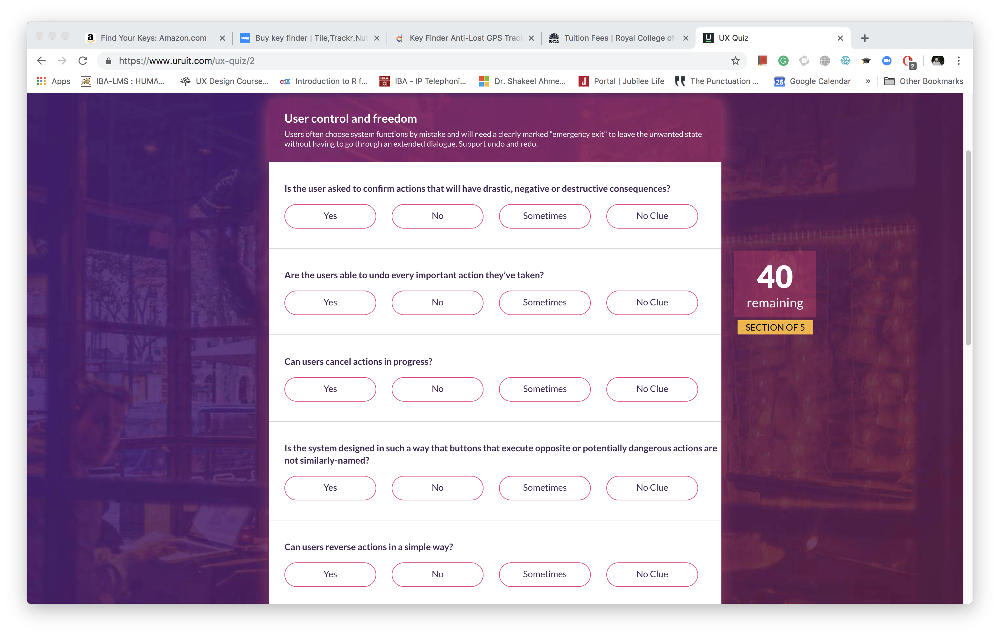 Find Your Keys: Amazon.com
Buy key finder | Tile,Trackr,Nut
Key Finder Anti-Lost GPS Track
Tuition Fees | Royal College of
UX Quiz
https://www.uruit.com/ux-quiz/2
2
Apps
IBA-LMS : HUMA...
UX Design Course...
edX
Introduction to R f...
IBA
IBA - IP Telephoni...
Dr. Shakeel Ahme...
Portal | Jubilee Life
The Punctuation ...
25
Google Calendar
»
Other Bookmarks
User control and freedom
Users often choose system functions by mistake and will need a clearly marked "emergency exit" to leave the unwanted state
without having to go through an extended dialogue. Support undo and redo.
Is the user asked to confirm actions that will have drastic, negative or destructive consequences?
Yes No Sometimes No Clue
Are the users able to undo every important action they’ve taken?
Yes No Sometimes No Clue
40
remaining
SECTION OF 5
Can users cancel actions in progress?
Yes No Sometimes No Clue
Is the system designed in such a way that buttons that execute opposite or potentially dangerous actions are
not similarly-named?
Yes No Sometimes No Clue
Can users reverse actions in a simple way?
Yes No Sometimes No Clue